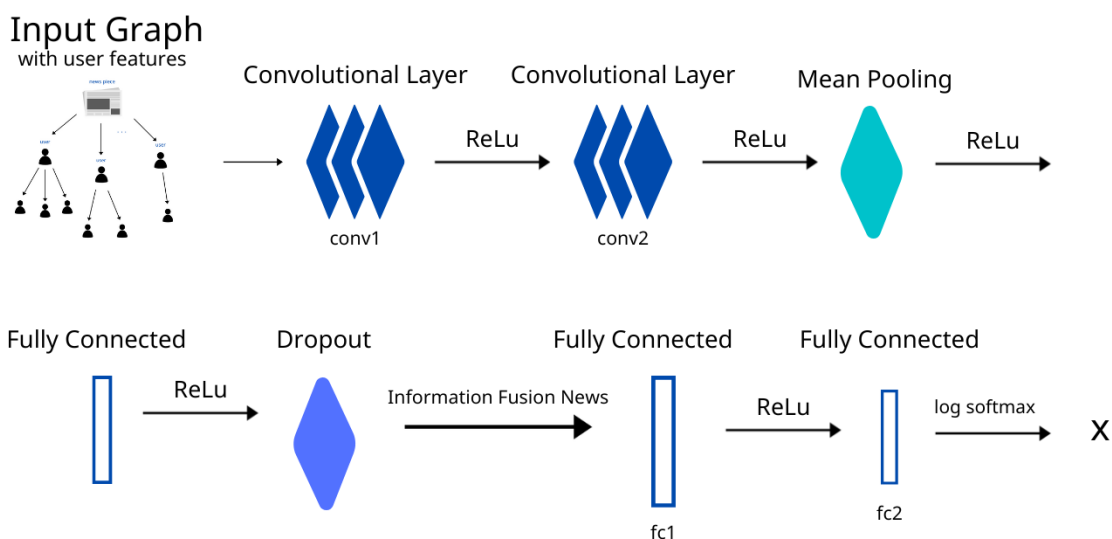 Input Graph
with user features
news piece
...
user
user
user
Convolutional Layer
conv1
ReLu
Convolutional Layer
conv2
ReLu
Mean Pooling
ReLu
Fully Connected
ReLu
Dropout
Information Fusion News
Fully Connected
fc1
ReLu
Fully Connected
fc2
log softmax
x